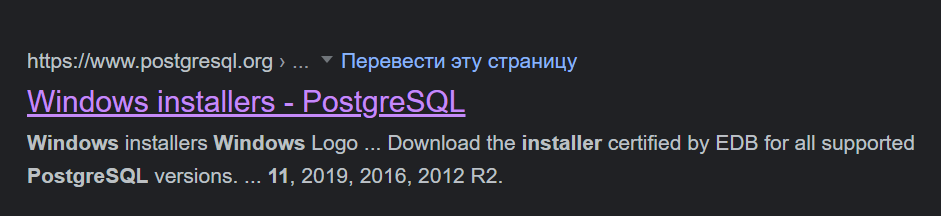 https://www.postgresql.org › ... Перевести эту страницу
Windows installers - PostgreSQL
Windows installers Windows Logo ... Download the installer certified by EDB for all supported
PostgreSQL versions. ... 11, 2019, 2016, 2012 R2.